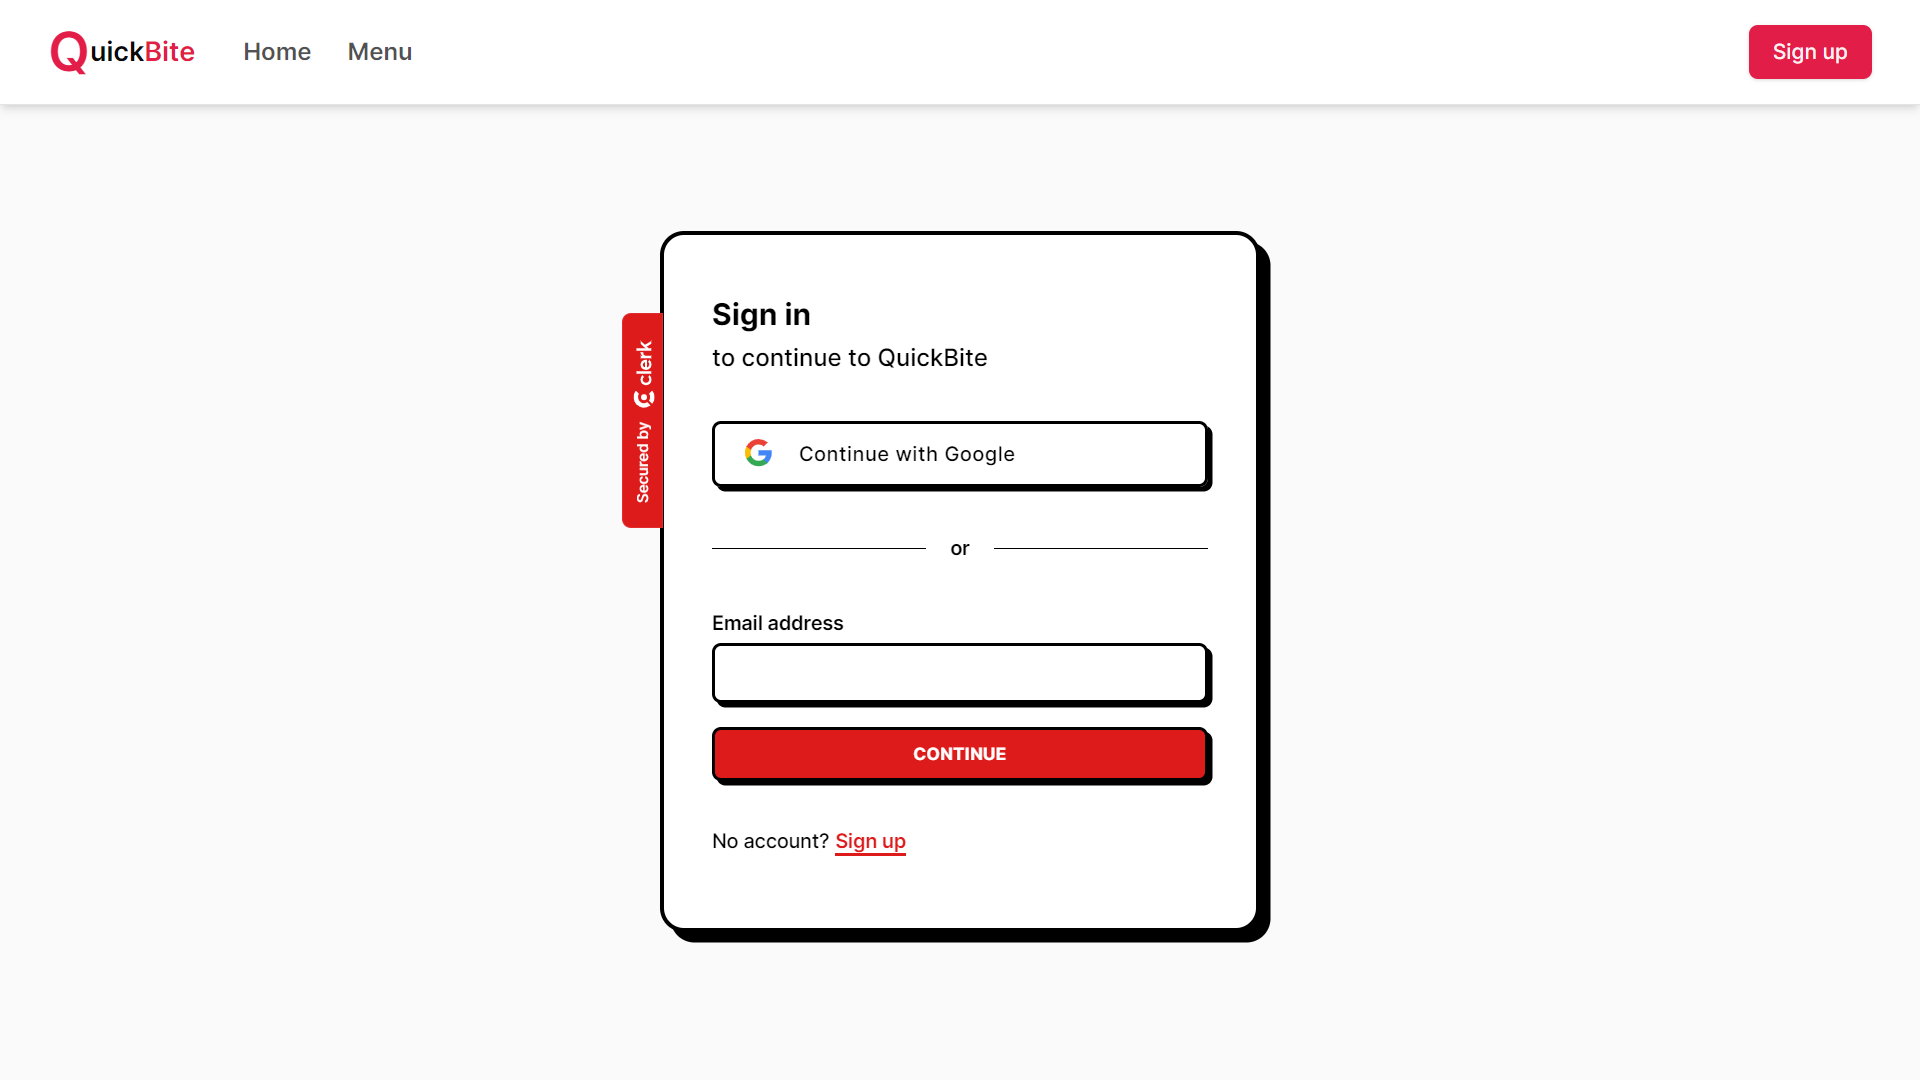 QuickBite
Home
Menu
Sign up
Sign in
to continue to QuickBite
Secured by clerk
Continue with Google
or
Email address
CONTINUE
No account? Sign up